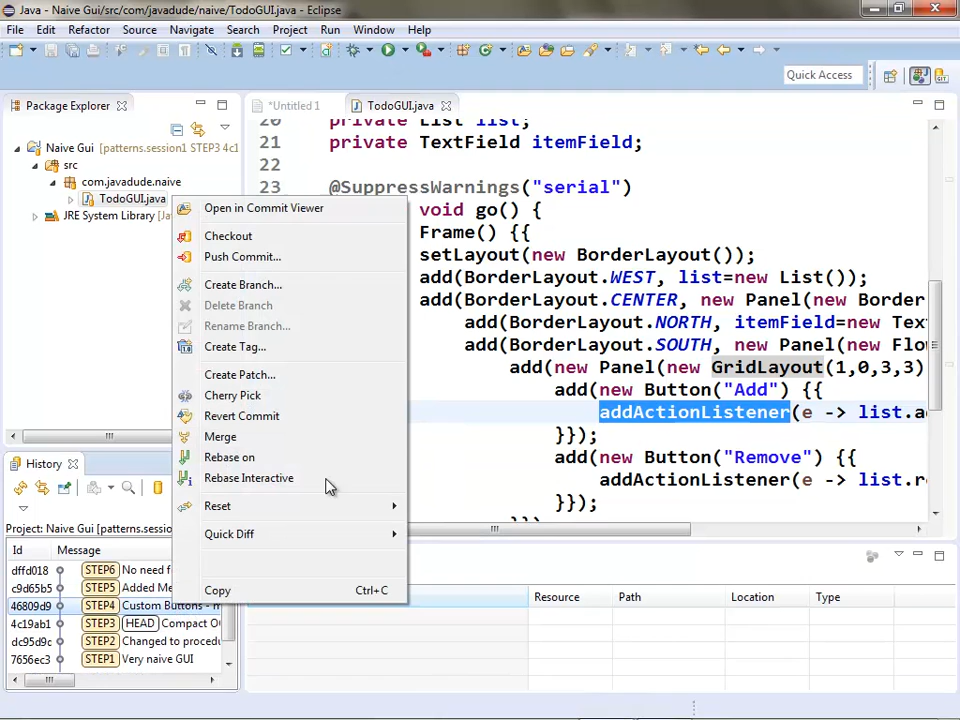 Java - Naive Gui/src/com/javadude/naive/TodoGUI.java - Eclipse
File Edit Refactor Source Navigate Search Project Run Window Help
Quick Access
Package Explorer
*Untitled 1
TodoGUI.java
Naive Gui [patterns.session1 STEP3 4c1
src
com.javadude.naive
TodoGUI.java
JRE System Library [Ja
20 private List list;
21 private TextField itemField;
22
23 @SuppressWarnings("serial")
void go() {
Frame() {{
setLayout(new BorderLayout());
add(BorderLayout.WEST, list=new List());
add(BorderLayout.CENTER, new Panel(new Border
add(BorderLayout.NORTH, itemField=new Tex
add(BorderLayout.SOUTH, new Panel(new Flo
add(new Panel(new GridLayout(1,0,3,3)
add(new Button("Add") {{
addActionListener(e -> list.a
}});
add(new Button("Remove") {{
addActionListener(e -> list.r
}});
Open in Commit Viewer
Checkout
Push Commit...
Create Branch...
Delete Branch
Rename Branch...
Create Tag...
Create Patch...
Cherry Pick
Revert Commit
Merge
Rebase on
Rebase Interactive
Reset
Quick Diff
Copy Ctrl+C
History
Project: Naive Gui [patterns.sessio
Id Message
dffd018 STEP6 No need f
c9d65b5 STEP5 Added Me
46809d9 STEP4 Custom Buttons - m
4c19ab1 STEP3 HEAD Compact O
dc95d9c STEP2 Changed to proced
7656ec3 STEP1 Very naive GUI
Resource Path Location Type